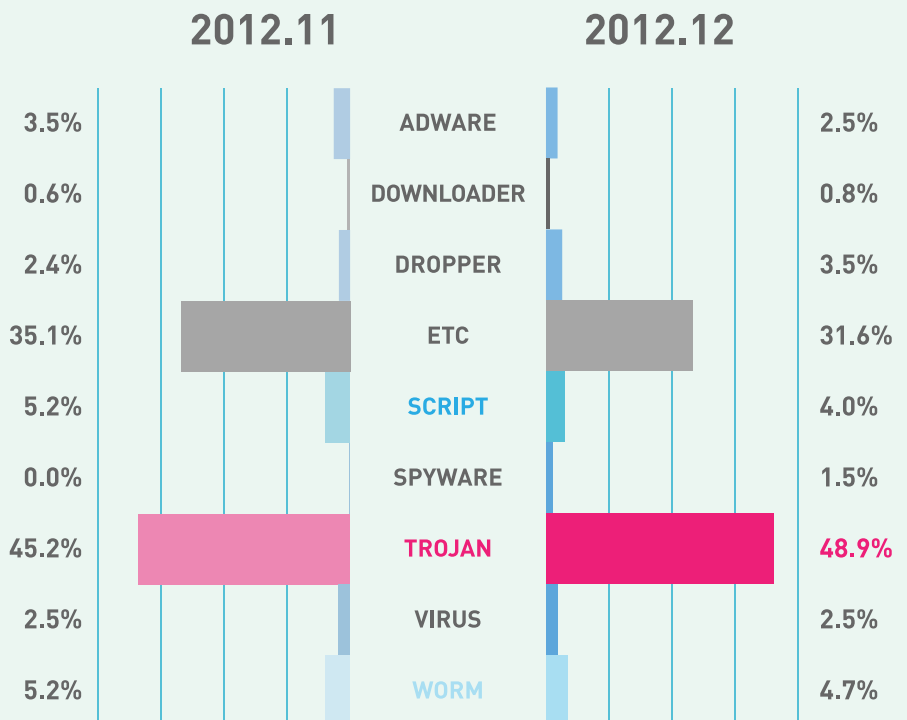 2012.11 2012.12
3.5% ADWARE 2.5%
0.6% DOWNLOADER 0.8%
2.4% DROPPER 3.5%
35.1% ETC 31.6%
5.2% SCRIPT 4.0%
0.0% SPYWARE 1.5%
45.2% TROJAN 48.9%
2.5% VIRUS 2.5%
5.2% WORM 4.7%